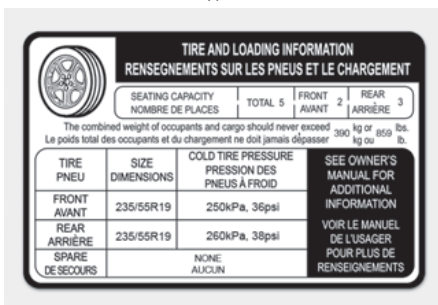 TIRE AND LOADING INFORMATION
RENSEGNEMENTS SUR LES PNEUS ET LE CHARGEMENT
SEATING CAPACITY
NOMBRE DE PLACES
TOTAL 5
FRONT
AVANT
2
REAR
ARRIÈRE
3
The combined weight of occupants and cargo should never exceed 390 kg or 859 lbs.
Le poids total des occupants et du chargement ne doit jamais dépasser kg ou lb.
TIRE
PNEU
SIZE
DIMENSIONS
COLD TIRE PRESSURE
PRESSION DES
PNEUS À FROID
FRONT
AVANT
235/55R19
250kPa, 36psi
REAR
ARRIÈRE
235/55R19
260kPa, 38psi
SPARE
DE SECOURS
NONE
AUCUN
SEE OWNER'S
MANUAL FOR
ADDITIONAL
INFORMATION
VOIR LE MANUEL
DE L'USAGER
POUR PLUS DE
RENSEIGNEMENTS